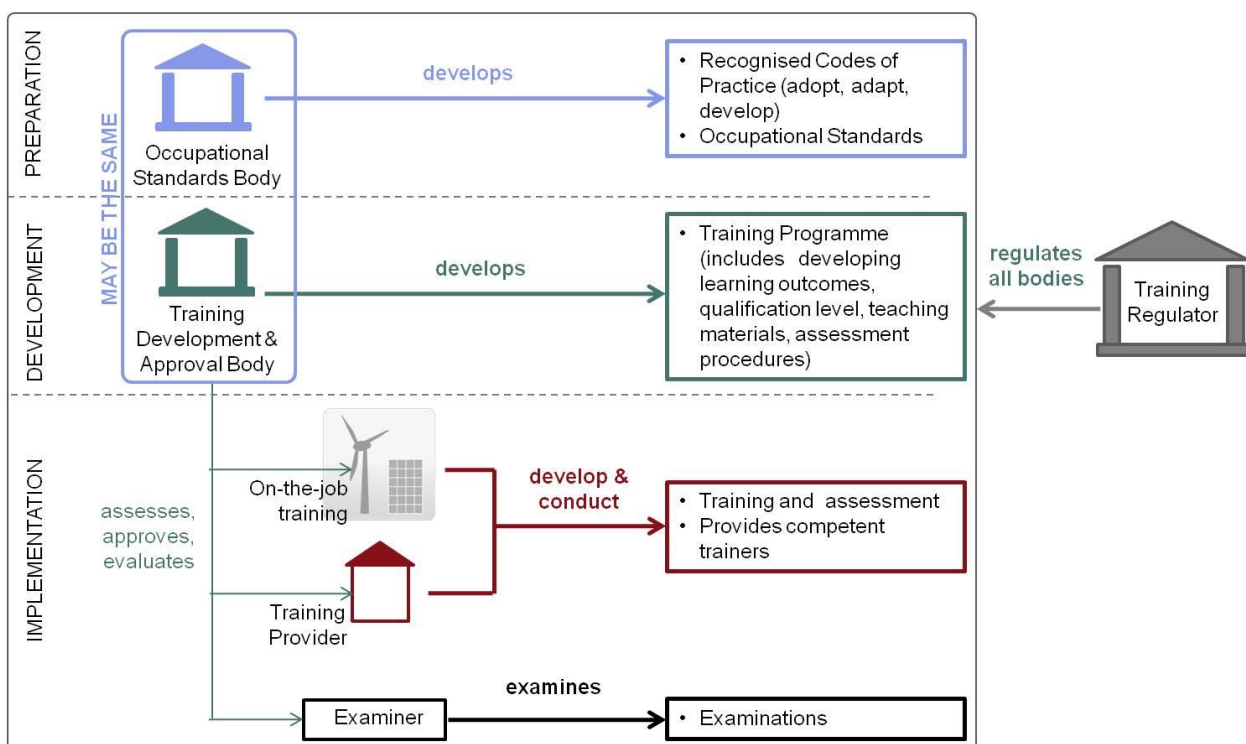 PREPARATION
MAY BE THE SAME
Occupational
Standards Body
develops
• Recognised Codes of
Practice (adopt, adapt,
develop)
• Occupational Standards
DEVELOPMENT
Training
Development &
Approval Body
develops
• Training Programme
(includes developing
learning outcomes,
qualification level, teaching
materials, assessment
procedures)
regulates
all bodies
Training
Regulator
IMPLEMENTATION
assesses,
approves,
evaluates
On-the-job
training
Training
Provider
develop &
conduct
• Training and assessment
• Provides competent
trainers
Examiner
examines
• Examinations